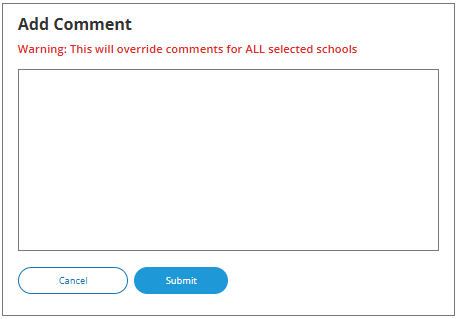 Add Comment
Warning: This will override comments for ALL selected schools
Cancel
Submit